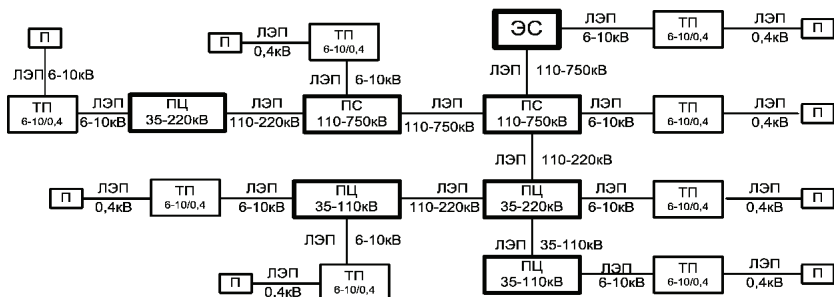 ЛЭП
0,4кВ
ТП
6-10/0,4
ЭС
ЛЭП
6-10кВ
ТП
6-10/0,4
ЛЭП
0,4кВ
П
П
П
ЛЭП 6-10кВ
ЛЭП 6-10кВ
ЛЭП 110-750кВ
ТП
6-10/0,4
ЛЭП
6-10кВ
ПЦ
35-220кВ
ЛЭП
110-220кВ
ПС
110-750кВ
ЛЭП
110-750кВ
ПС
110-750кВ
ЛЭП
6-10кВ
ТП
6-10/0,4
ЛЭП
0,4кВ
П
ЛЭП 110-220кВ
П
ЛЭП
0,4кВ
ТП
6-10/0,4
ЛЭП
6-10кВ
ПЦ
35-110кВ
ЛЭП
110-220кВ
ПЦ
35-220кВ
ЛЭП
6-10кВ
ТП
6-10/0,4
ЛЭП
0,4кВ
П
ЛЭП 6-10кВ
ЛЭП 35-110кВ
П
ЛЭП
0,4кВ
ТП
6-10/0,4
ПЦ
35-110кВ
ЛЭП
6-10кВ
ТП
6-10/0,4
ЛЭП
0,4кВ
П